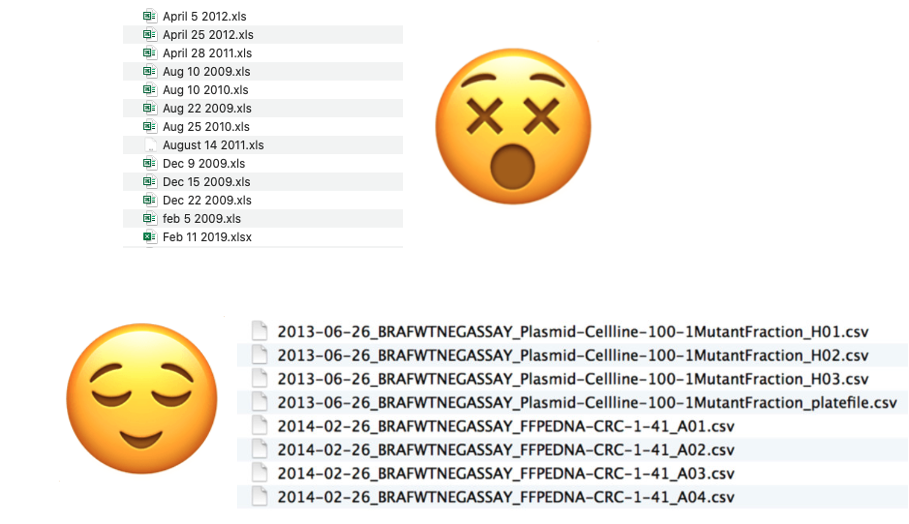 April 5 2012.xls
April 25 2012.xls
April 28 2011.xls
Aug 10 2009.xls
Aug 10 2010.xls
Aug 22 2009.xls
Aug 25 2010.xls
August 14 2011.xls
Dec 9 2009.xls
Dec 15 2009.xls
Dec 22 2009.xls
feb 5 2009.xls
Feb 11 2019.xlsx
2013-06-26_BRAFWTNEGASSAY_Plasmid-Cellline-100-1MutantFraction_H01.csv
2013-06-26_BRAFWTNEGASSAY_Plasmid-Cellline-100-1MutantFraction_H02.csv
2013-06-26_BRAFWTNEGASSAY_Plasmid-Cellline-100-1MutantFraction_H03.csv
2013-06-26_BRAFWTNEGASSAY_Plasmid-Cellline-100-1MutantFraction_platefile.csv
2014-02-26_BRAFWTNEGASSAY_FFPEDNA-CRC-1-41_A01.csv
2014-02-26_BRAFWTNEGASSAY_FFPEDNA-CRC-1-41_A02.csv
2014-02-26_BRAFWTNEGASSAY_FFPEDNA-CRC-1-41_A03.csv
2014-02-26_BRAFWTNEGASSAY_FFPEDNA-CRC-1-41_A04.csv